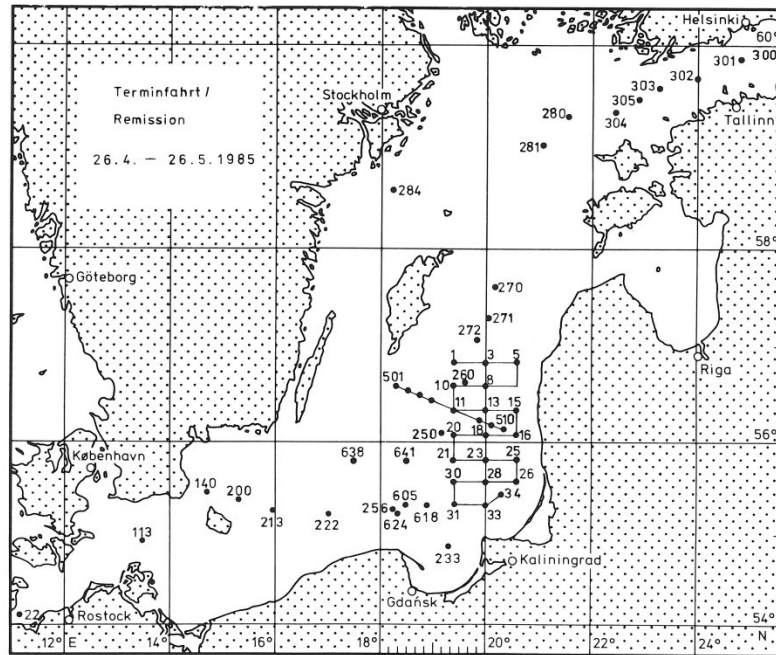 Helsinki
60°
301
300
302
303
305
304
Tallinn
Terminfahrt /
Remission
26.4. — 26.5.1985
Stockholm
280
281
284
58°
Göteborg
270
271
272
1 3 5
501 10 260 8
11 13 15
510
250 20 18 16
56°
638 641 21 23 25
København
30 28 26
140 200 34
256 605
213 222 624 618 31 33
113
233
Riga
Kaliningrad
Gdańsk
22
Rostock
54°
12° E 14° 16° 18° 20° 22° 24° N